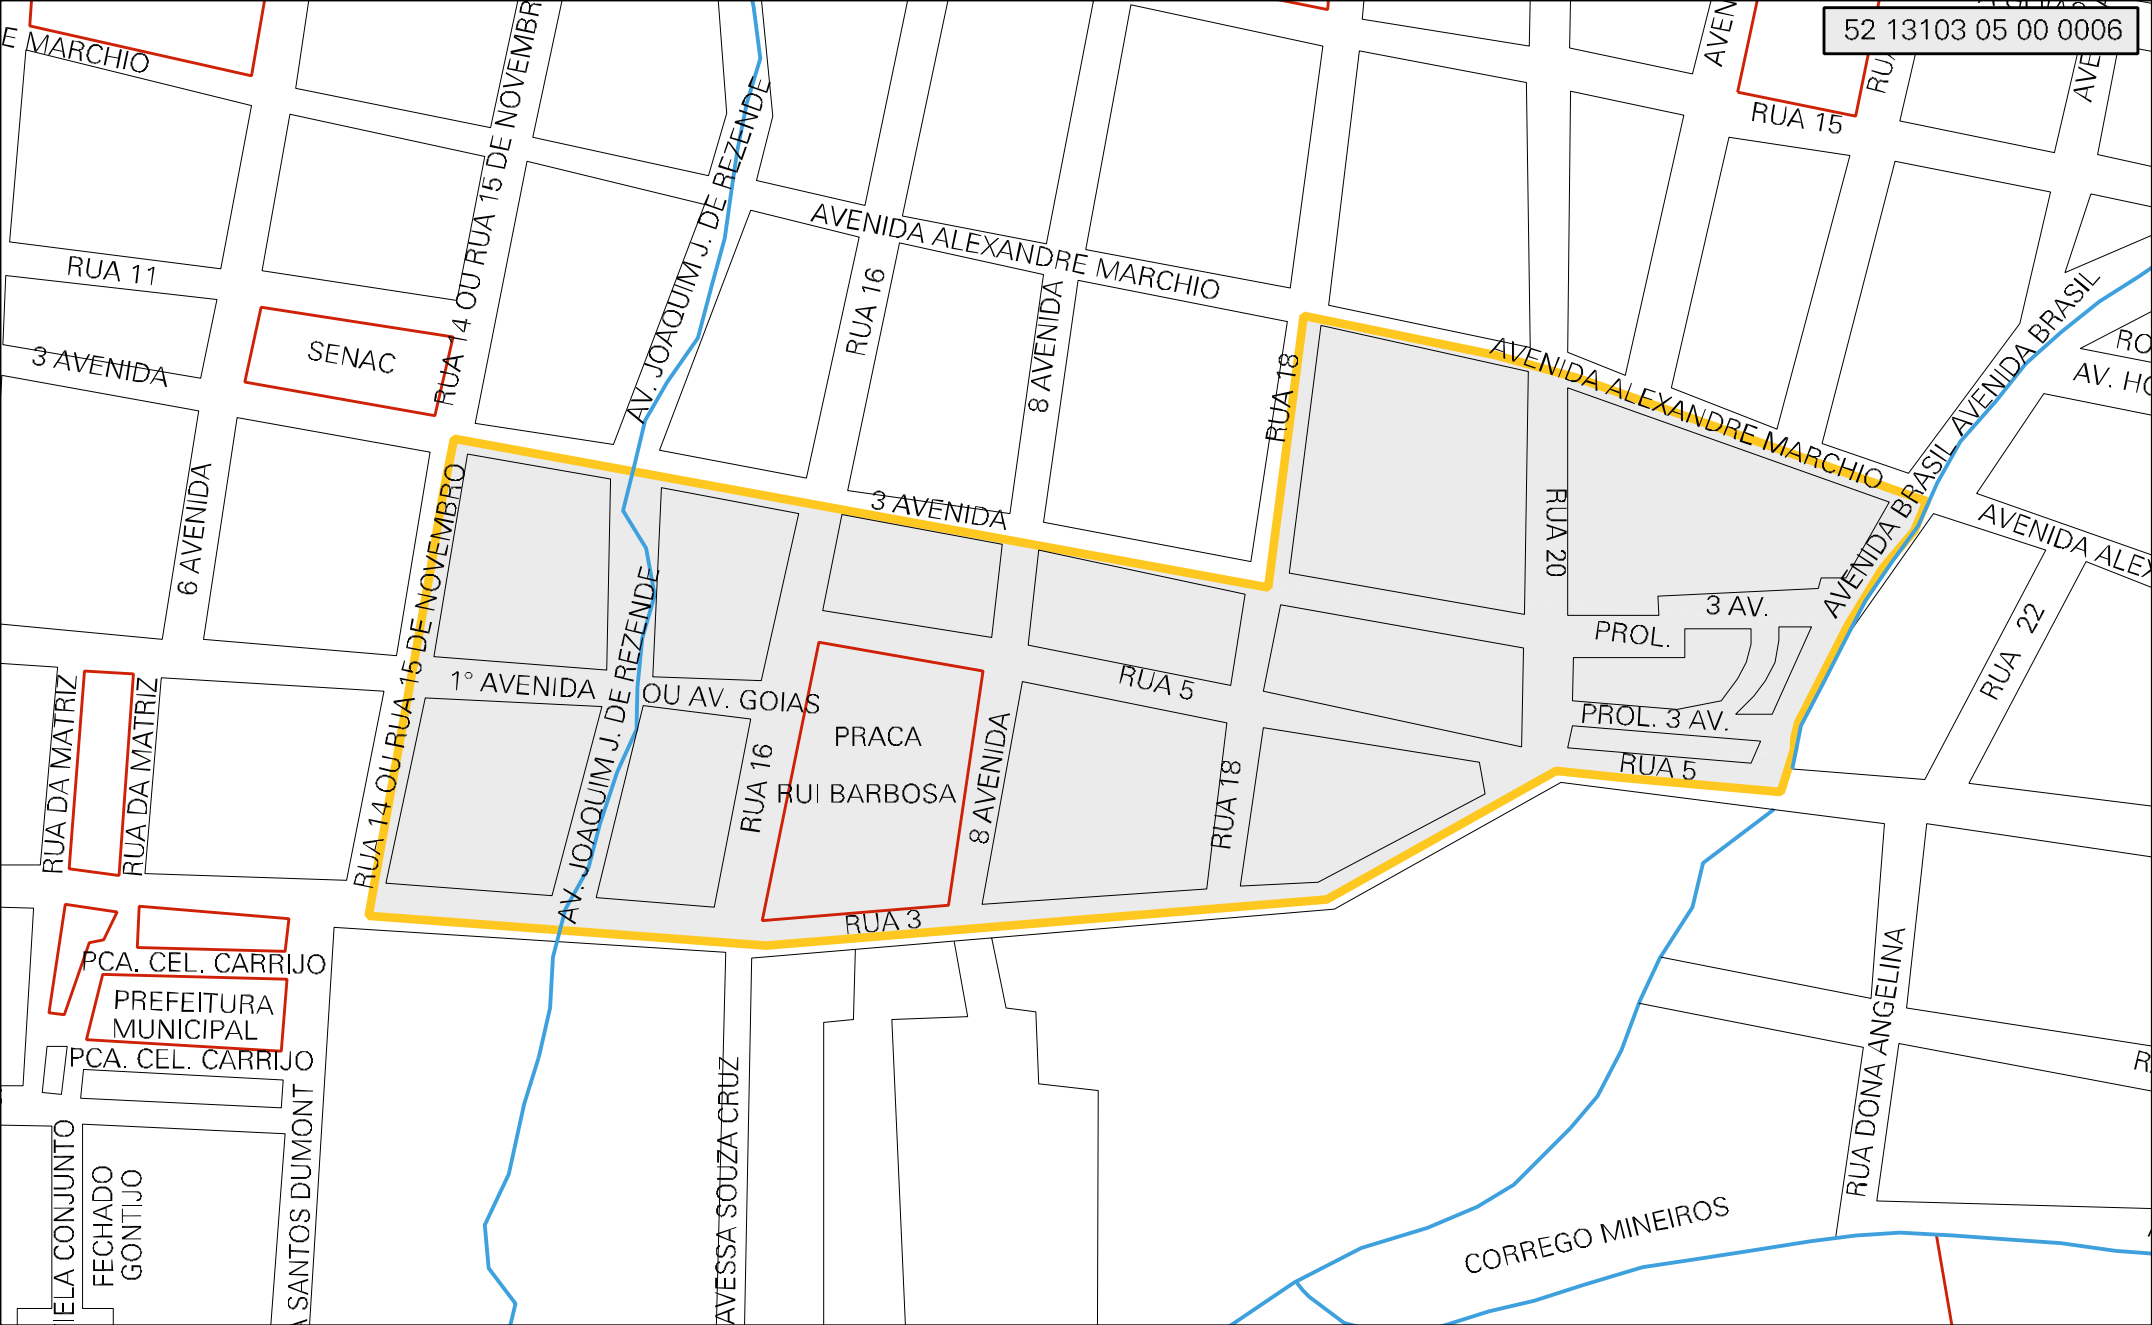 52 13103 05 00 0006
E MARCHIO
RUA 14 OU RUA 15 DE NOVEMBR
AV. JOAQUIM J. DE REZENDE
AVEN
RUA
AVE
RUA 15
RUA 11
AVENIDA ALEXANDRE MARCHIO
RUA 16
8 AVENIDA
RUA 18
3 AVENIDA
SENAC
AVENIDA ALEXANDRE MARCHIO
AVENIDA BRASIL
AVENIDA BRASIL
RO
AV. HO
6 AVENIDA
RUA 14 OU RUA 15 DE NOVEMBRO
3 AVENIDA
RUA 20
AVENIDA ALEX
3 AV.
PROL.
RUA 22
AV. JOAQUIM J. DE REZENDE
1° AVENIDA
OU AV. GOIAS
RUA 5
PROL. 3 AV.
RUA 5
RUA DA MATRIZ
RUA DA MATRIZ
RUA 16
PRACA
RUI BARBOSA
8 AVENIDA
RUA 18
RUA 3
PCA. CEL. CARRIJO
PREFEITURA
MUNICIPAL
PCA. CEL. CARRIJO
IELA CONJUNTO
FECHADO
GONTIJO
A SANTOS DUMONT
AVESSA SOUZA CRUZ
RUA DONA ANGELINA
CORREGO MINEIROS